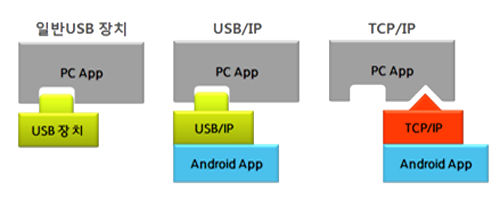 일반USB 장치
USB/IP
TCP/IP
PC App
PC App
PC App
USB 장치
USB/IP
TCP/IP
Android App
Android App